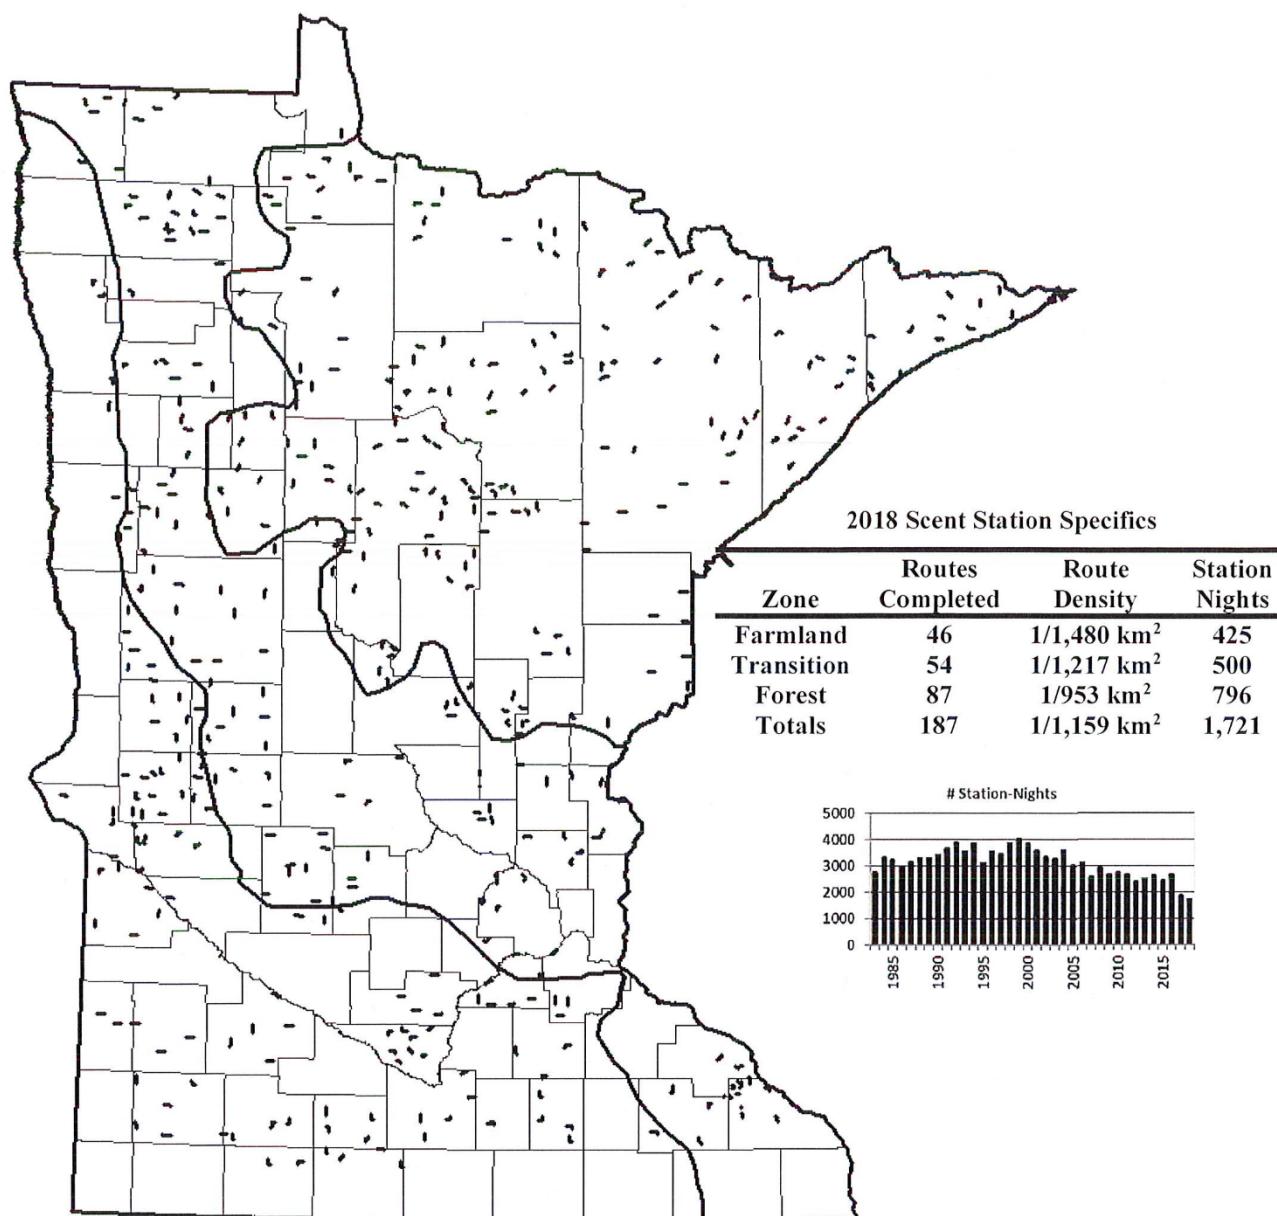 2018 Scent Station Specifics
Zone Routes Completed Route Density Station Nights
Farmland 46 1/1,480 km² 425
Transition 54 1/1,217 km² 500
Forest 87 1/953 km² 796
Totals 187 1/1,159 km² 1,721
# Station-Nights
5000
4000
3000
2000
1000
0
1985 1990 1995 2000 2005 2010 2015